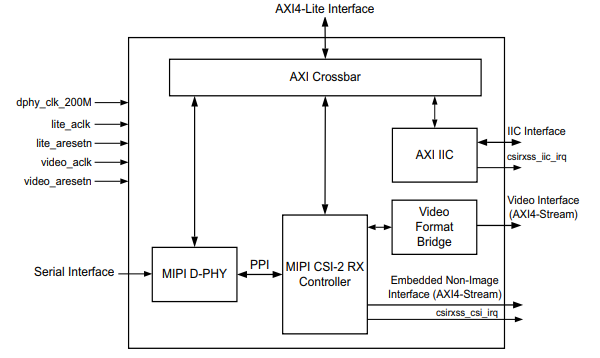 AXI4-Lite Interface
AXI Crossbar
dphy_clk_200M
lite_aclk
lite_aresetn
video_aclk
video_aresetn
AXI IIC
IIC Interface
csirxss_iic_irq
Video Interface
(AXI4-Stream)
Video
Format
Bridge
Serial Interface
MIPI D-PHY
PPI
MIPI CSI-2 RX
Controller
Embedded Non-Image
Interface (AXI4-Stream)
csirxss_csi_irq